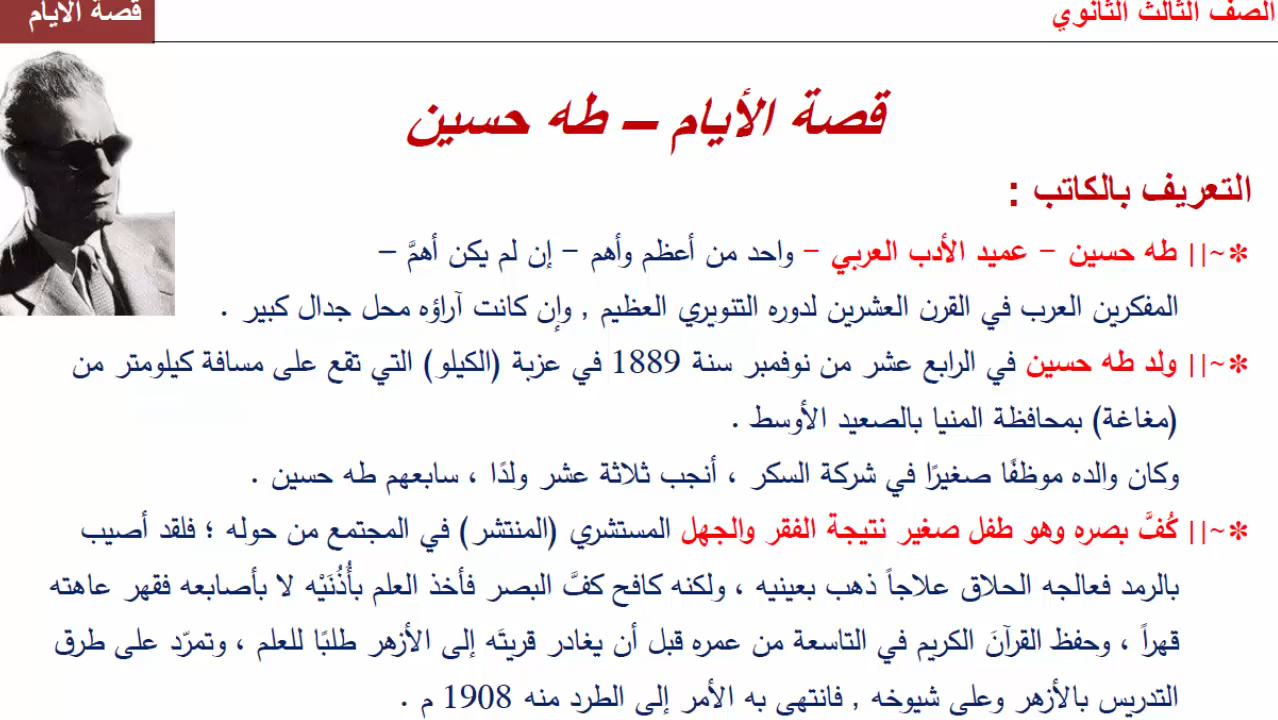 الصف الثالث الثانوي
قصة الأيام
قصة الأيام – طه حسين
التعريف بالكاتب :
*~|| طه حسين – عميد الأدب العربي – واحد من أعظم وأهم – إن لم يكن أهمَّ –
المفكرين العرب في القرن العشرين لدوره التنويري العظيم , وإن كانت آراؤه محل جدال كبير .
*~|| ولد طه حسين في الرابع عشر من نوفمبر سنة 1889 في عزبة (الكيلو) التي تقع على مسافة كيلومتر من
(مغاغة) بمحافظة المنيا بالصعيد الأوسط .
وكان والده موظفًا صغيرًا في شركة السكر ، أنجب ثلاثة عشر ولدًا ، سابعهم طه حسين .
*~|| كُفَّ بصره وهو طفل صغير نتيجة الفقر والجهل المستشري (المنتشر) في المجتمع من حوله ؛ فلقد أصيب
بالرمد فعالجه الحلاق علاجاً ذهب بعينيه ، ولكنه كافح كفَّ البصر فأخذ العلم بأُذُنَيْه لا بأصابعه فقهر عاهته
قهراً ، وحفظ القرآنَ الكريم في التاسعة من عمره قبل أن يغادر قريتَه إلى الأزهر طلبًا للعلم ، وتمرّد على طرق
التدريس بالأزهر وعلى شيوخه , فانتهى به الأمر إلى الطرد منه 1908 م .